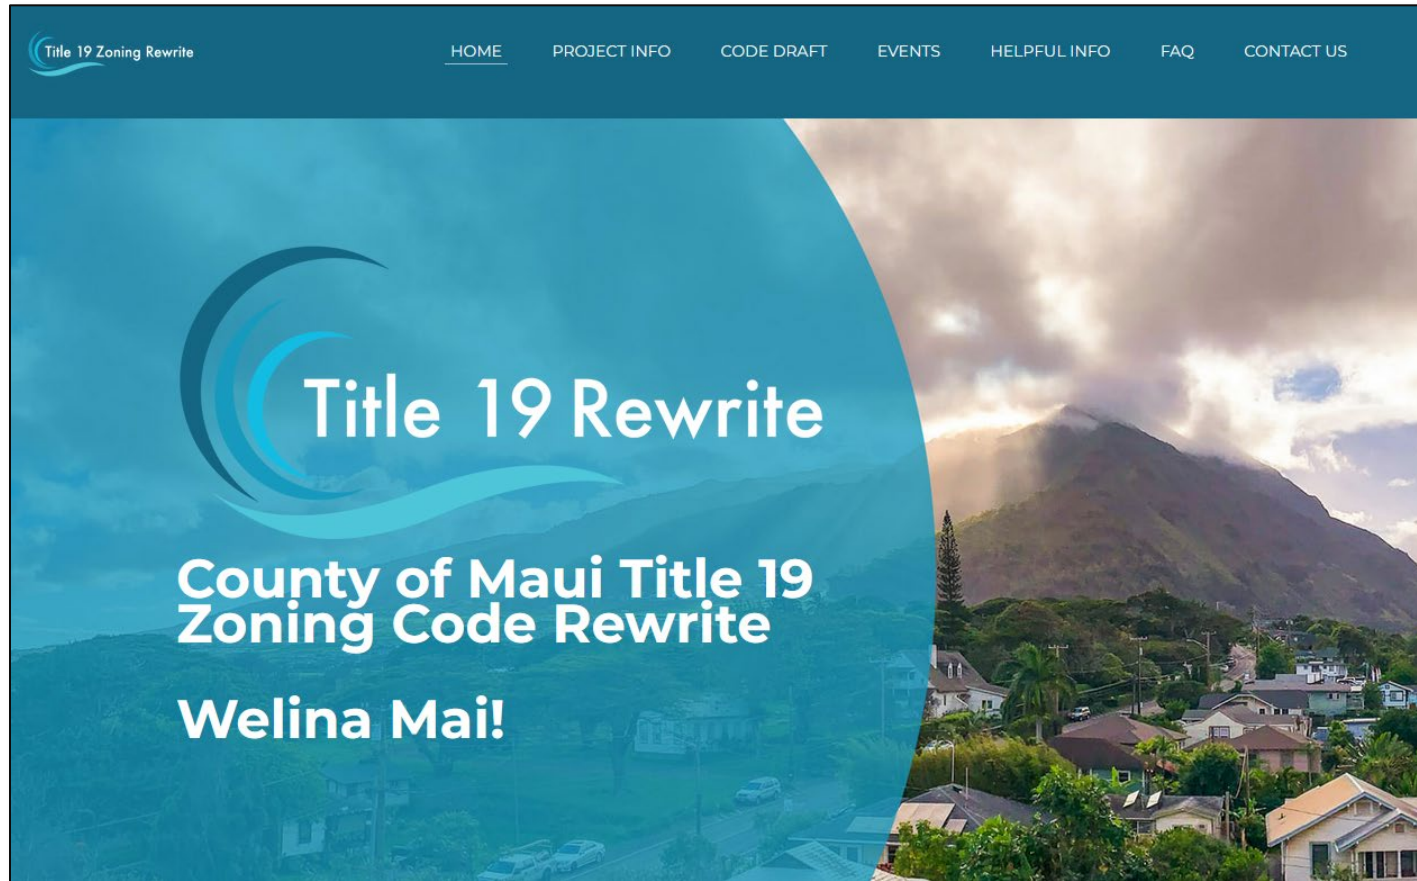 Title 19 Zoning Rewrite
HOME PROJECT INFO CODE DRAFT EVENTS HELPFUL INFO FAQ CONTACT US
Title 19 Rewrite
County of Maui Title 19
Zoning Code Rewrite
Welina Mai!